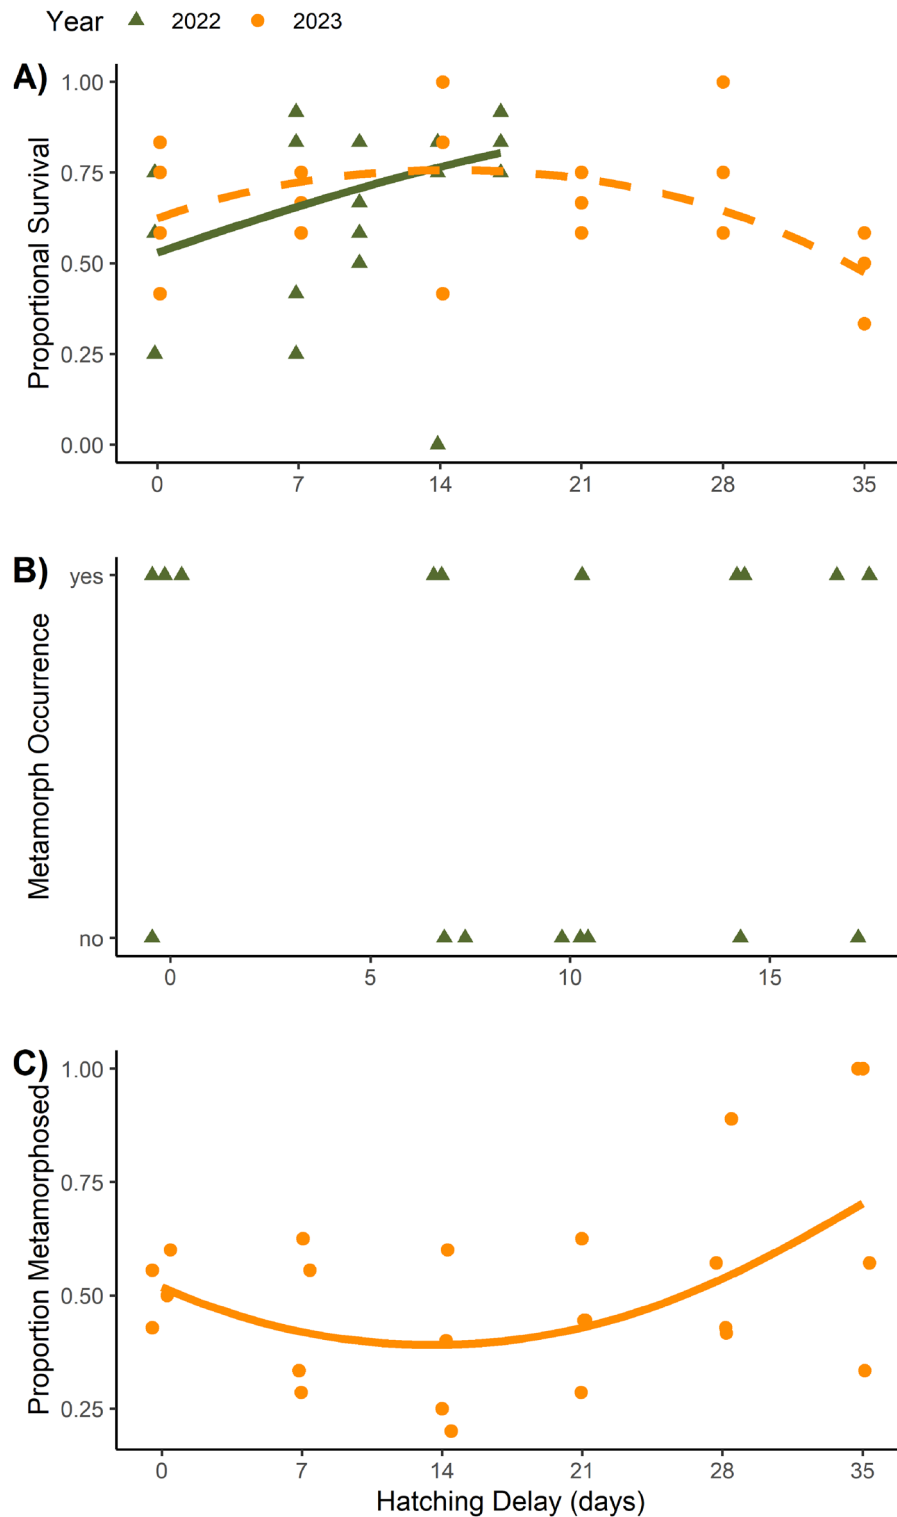 Year 2022 2023
A)
Proportional Survival
1.00
0.75
0.50
0.25
0.00
0 7 14 21 28 35
B)
Metamorph Occurrence
yes
no
0 5 10 15
C)
Proportion Metamorphosed
1.00
0.75
0.50
0.25
0 7 14 21 28 35
Hatching Delay (days)